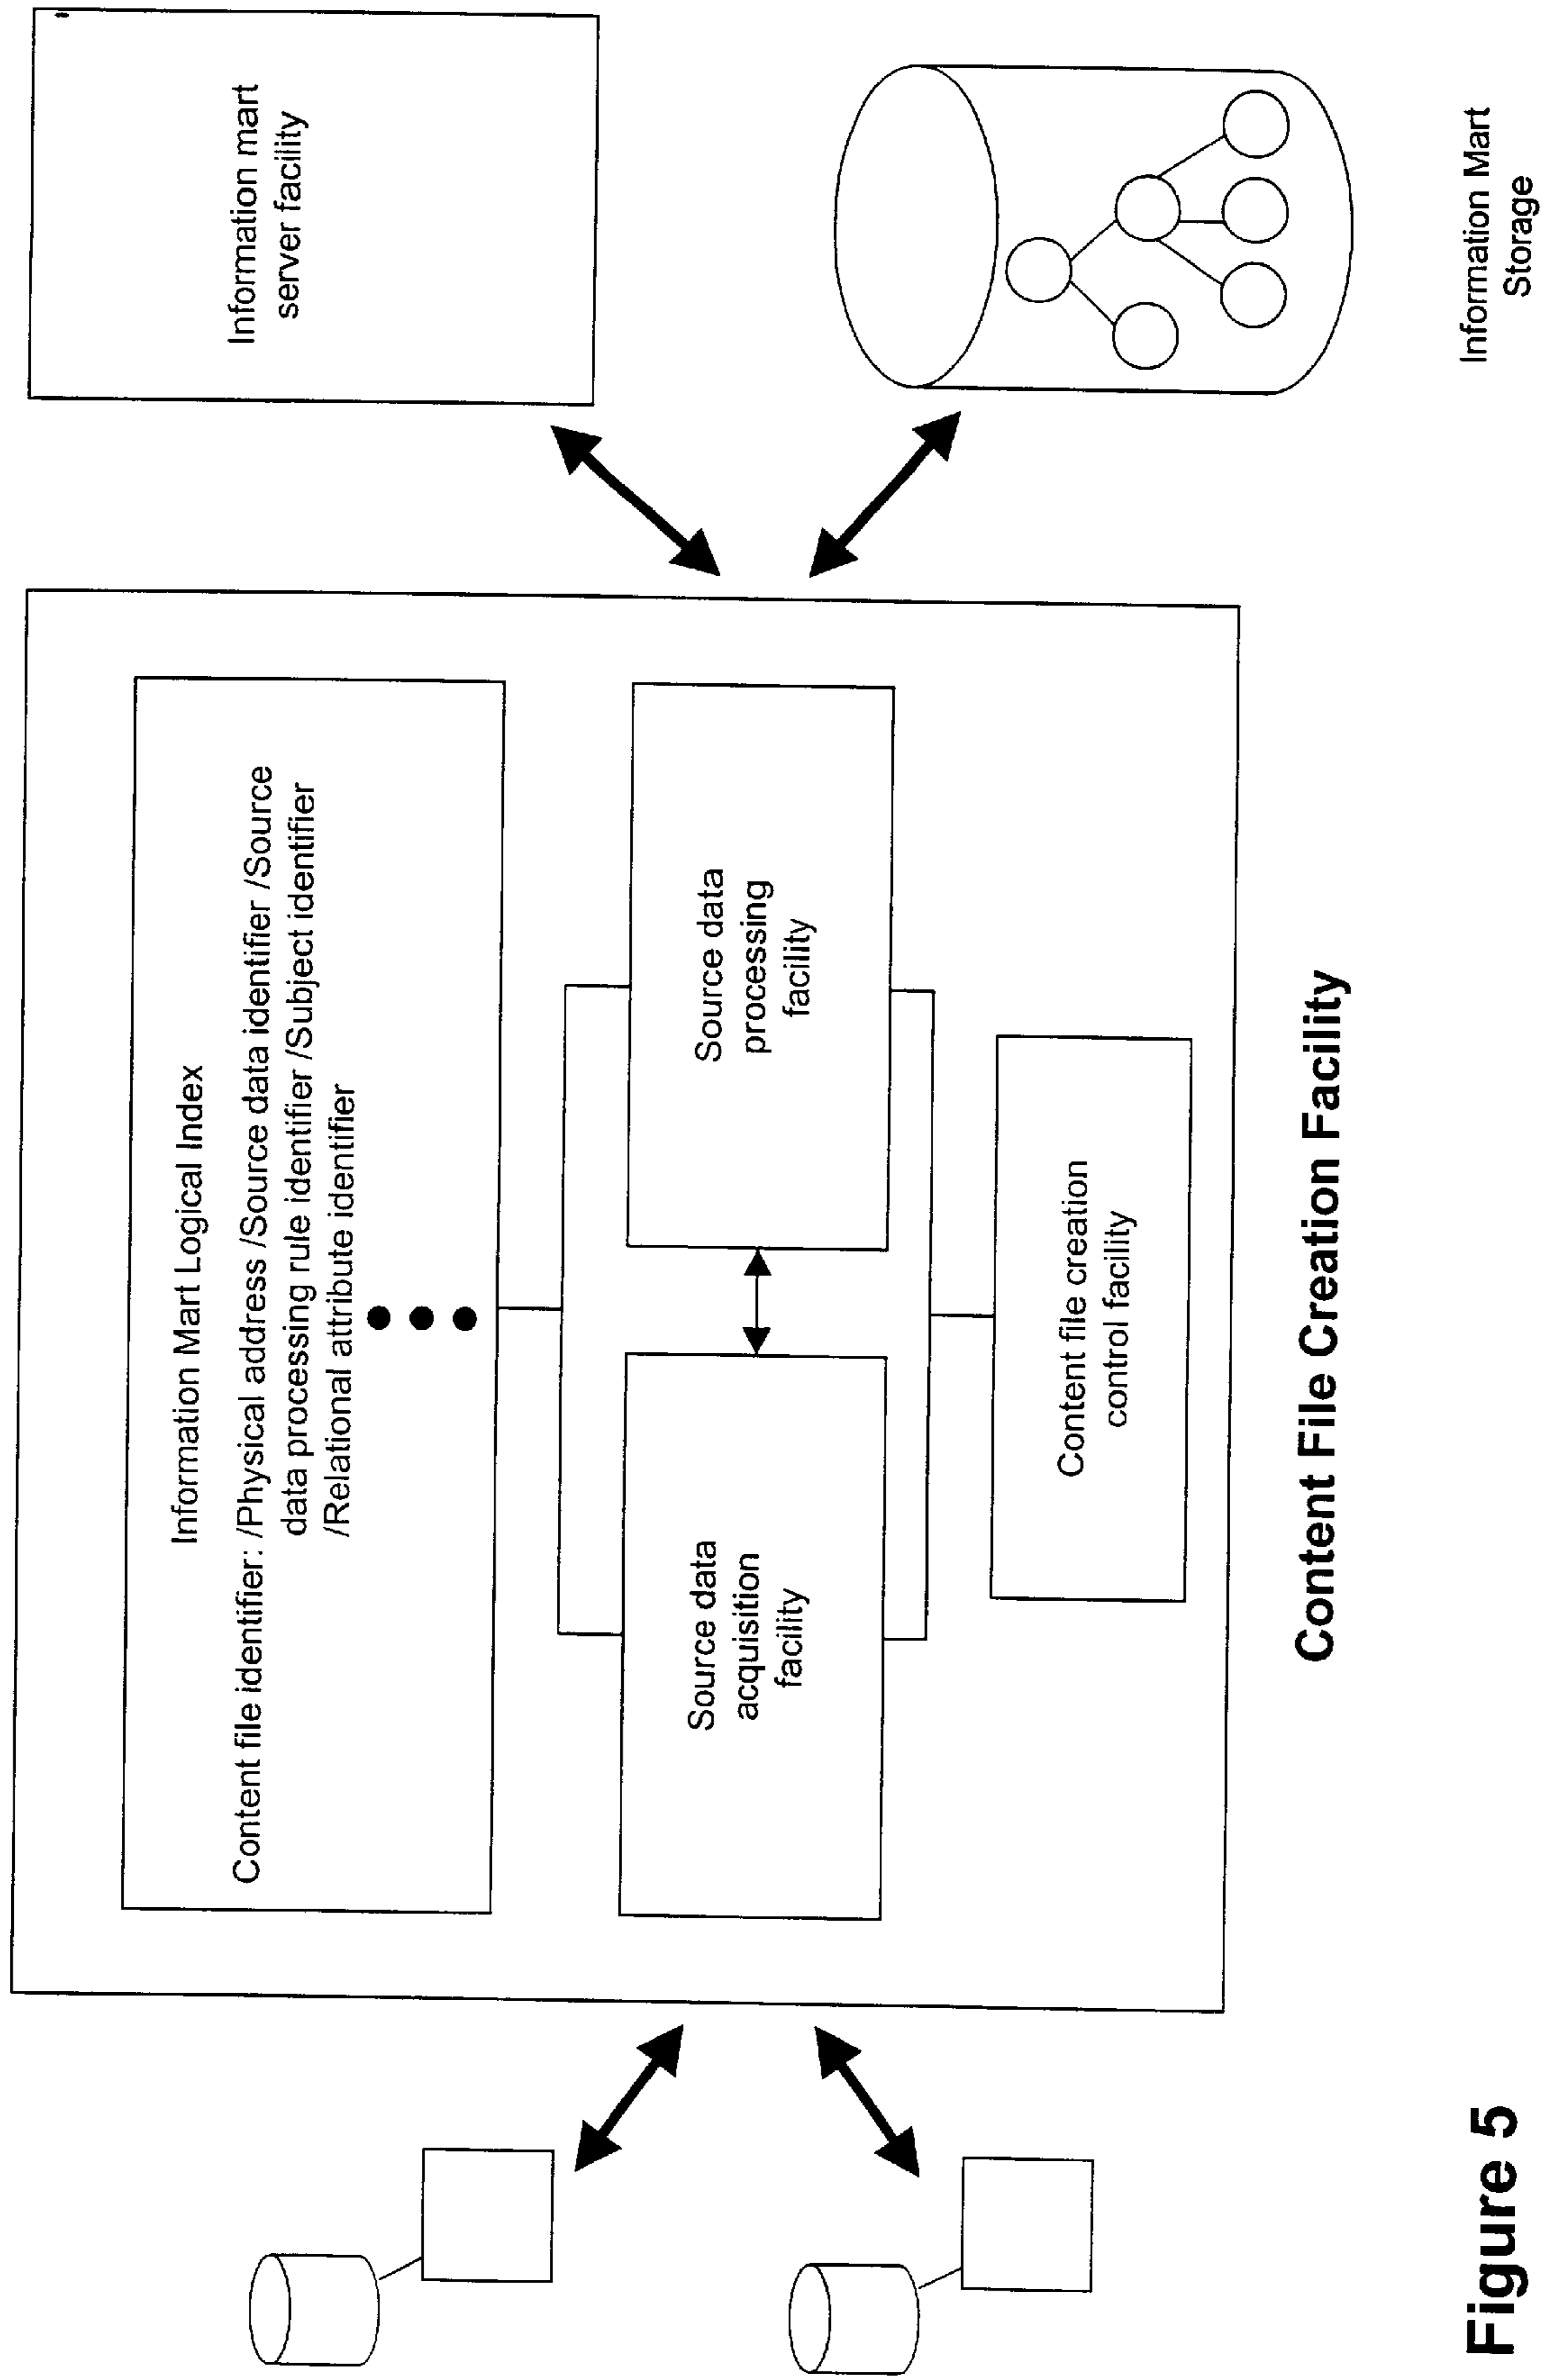 Information Mart Logical Index
Content file identifier: /Physical address /Source data identifier /Source
data processing rule identifier /Subject identifier
/Relational attribute identifier
Source data
acquisition
facility
Source data
processing
facility
Content file creation
control facility
Information mart
server facility
Information Mart
Storage
Content File Creation Facility
Figure 5